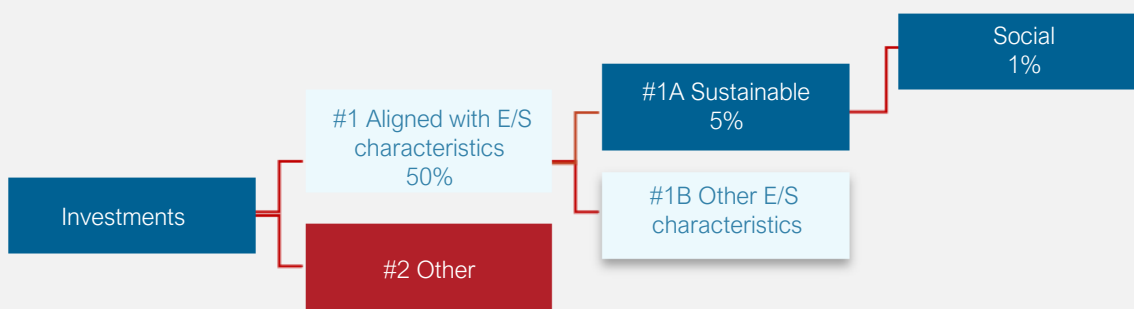 Investments
#1 Aligned with E/S
characteristics
50%
#2 Other
#1A Sustainable
5%
#1B Other E/S
characteristics
Social
1%